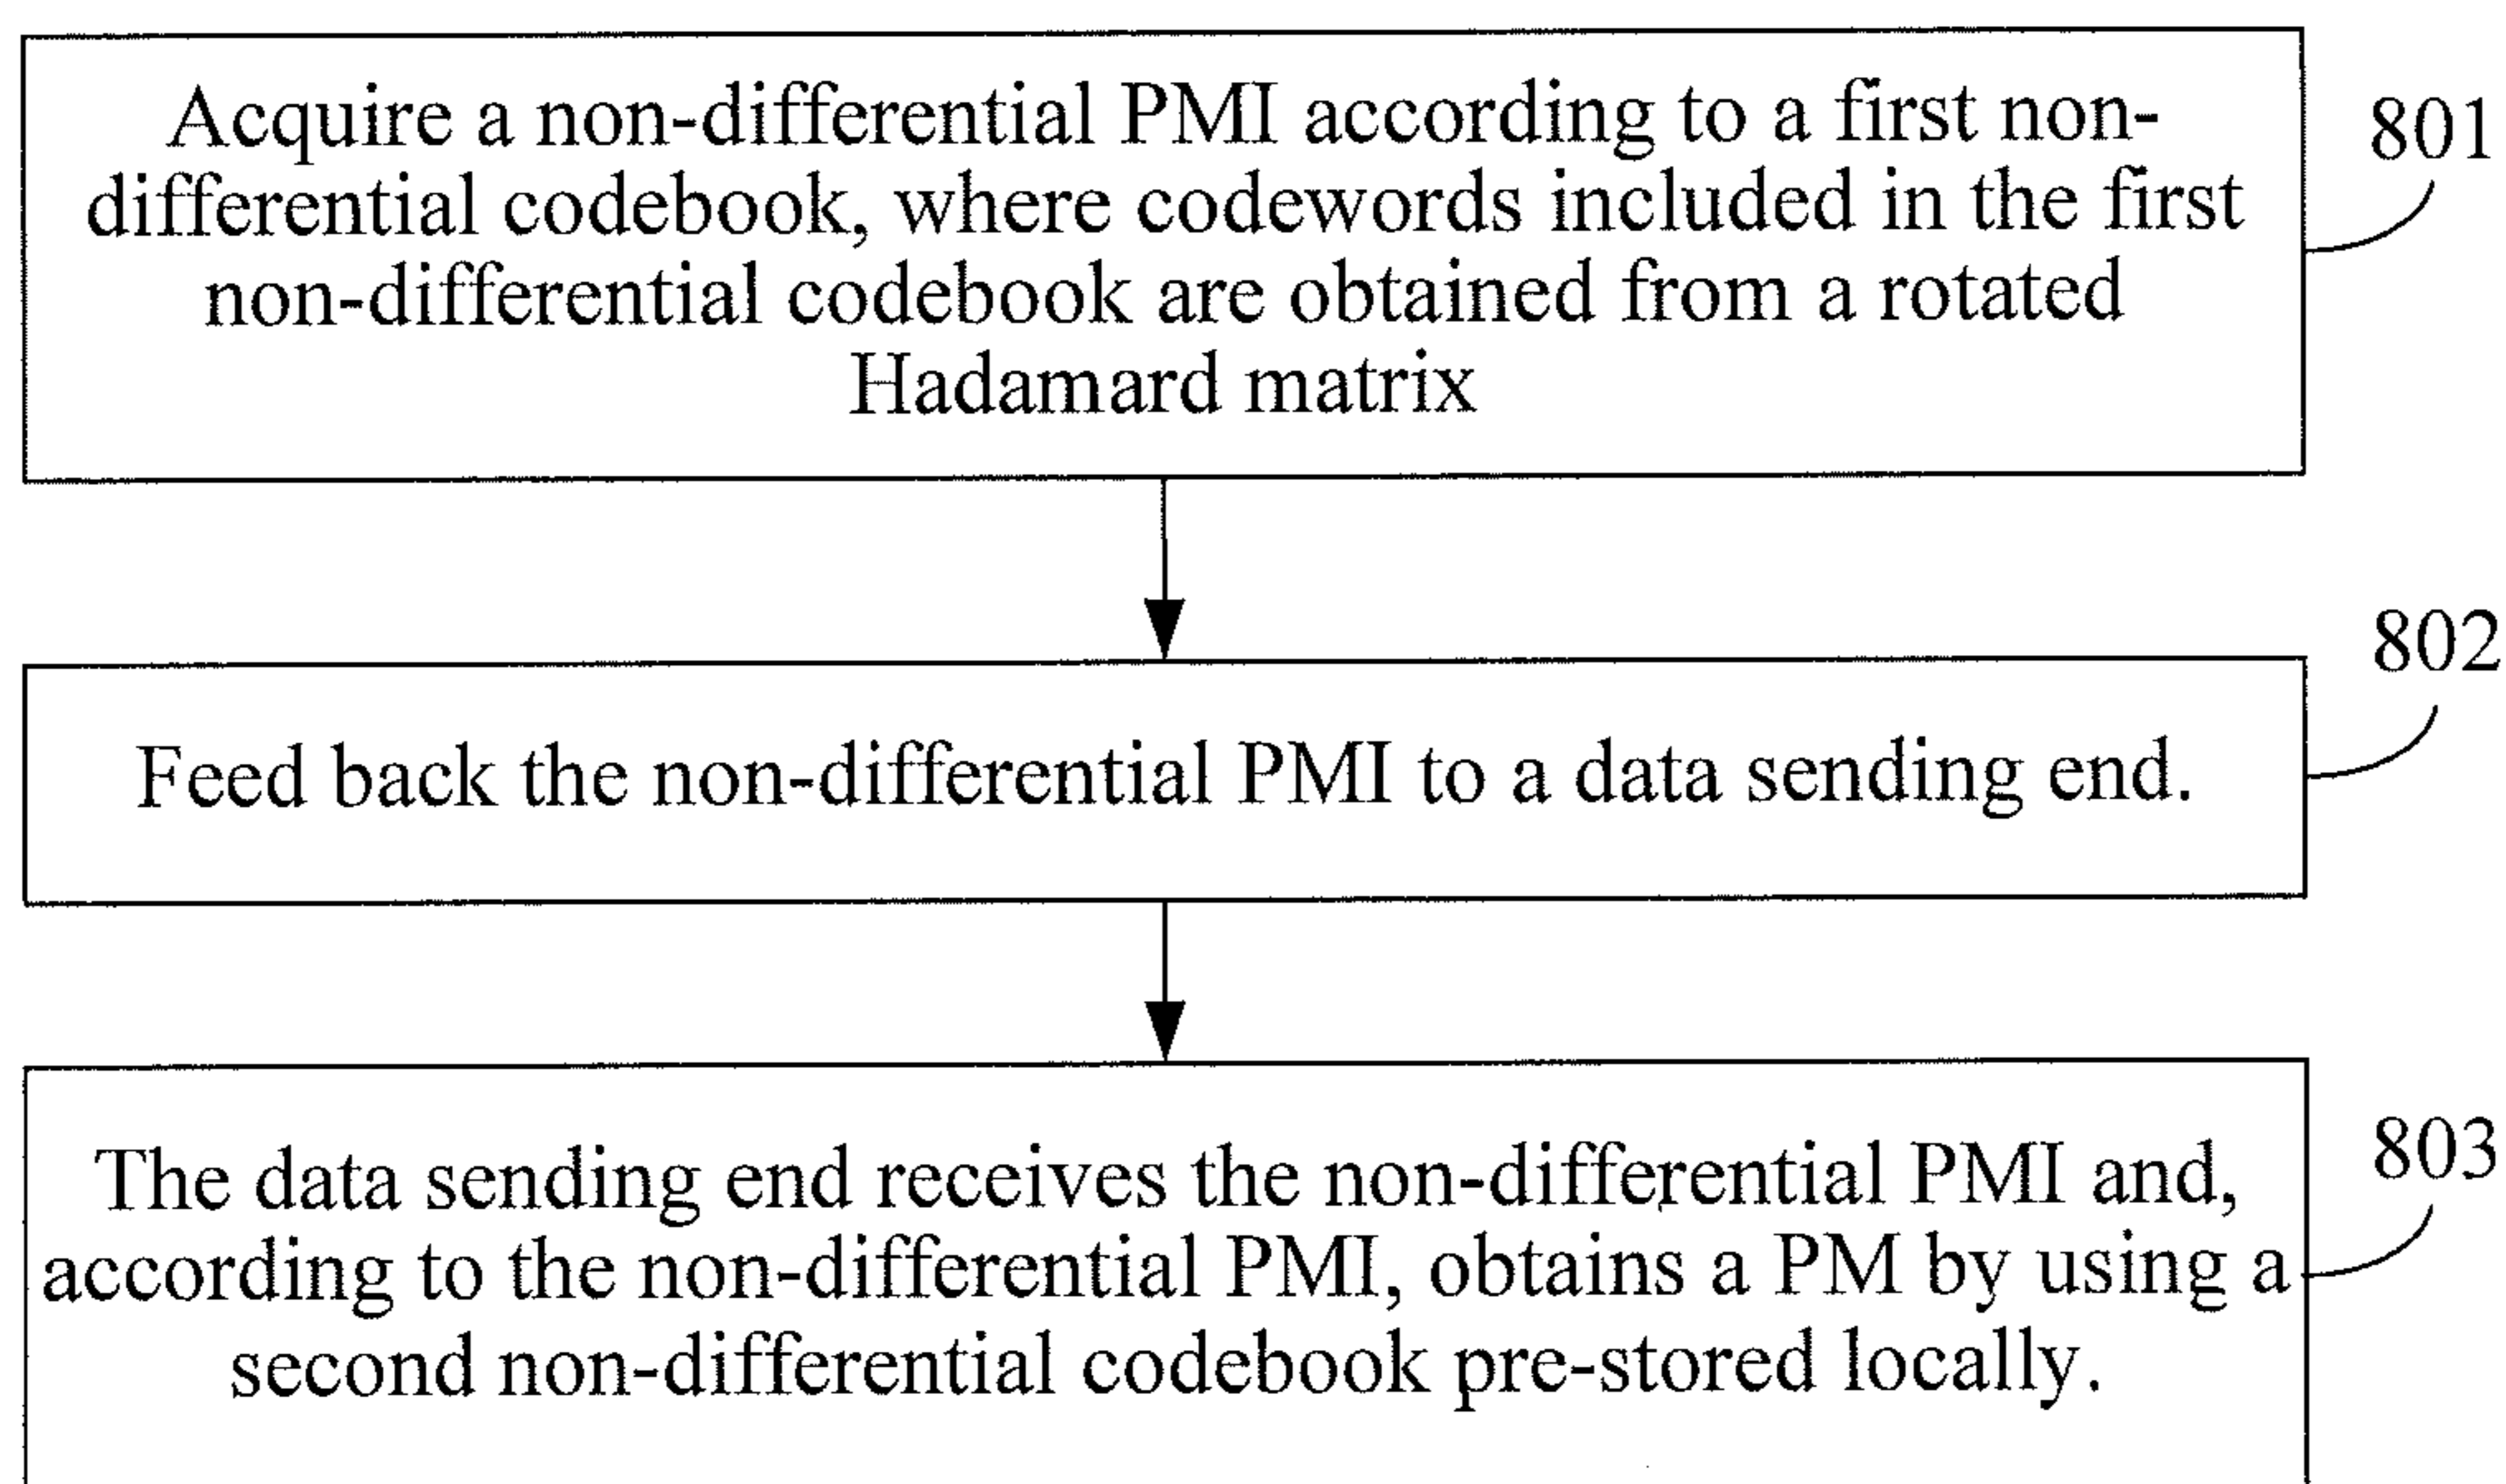 Acquire a non-differential PMI according to a first non-
differential codebook, where codewords included in the first
non-differential codebook are obtained from a rotated
Hadamard matrix
801
802
Feed back the non-differential PMI to a data sending end.
803
The data sending end receives the non-differential PMI and,
according to the non-differential PMI, obtains a PM by using a
second non-differential codebook pre-stored locally.